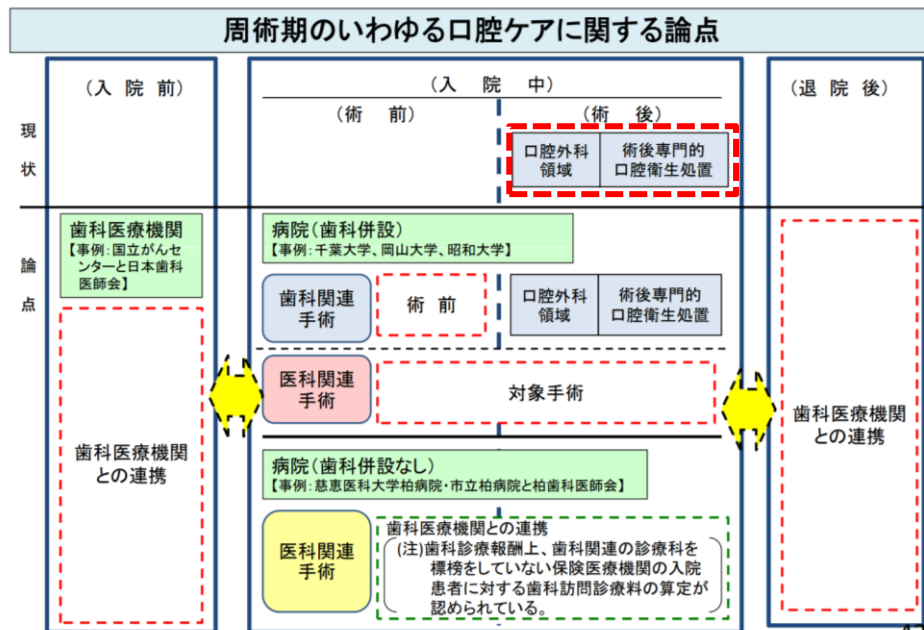 周術期のいわゆる口腔ケアに関する論点
（入 院 前）
（入 院 中）
（退 院 後）
（術 前）
（術 後）
現
状
口腔外科
領域
術後専門的
口腔衛生処置
論
点
歯科医療機関
【事例：国立がんセ
ンターと日本歯科
医師会】
歯科医療機関
との連携
病院（歯科併設）
【事例：千葉大学、岡山大学、昭和大学】
歯科関連
手術
術 前
口腔外科
領域
術後専門的
口腔衛生処置
医科関連
手術
対象手術
病院（歯科併設なし）
【事例：慈恵医科大学柏病院・市立柏病院と柏歯科医師会】
医科関連
手術
歯科医療機関との連携
(注)歯科診療報酬上、歯科関連の診療科を
標榜をしていない保険医療機関の入院
患者に対する歯科訪問診療料の算定が
認められている。
歯科医療機関
との連携